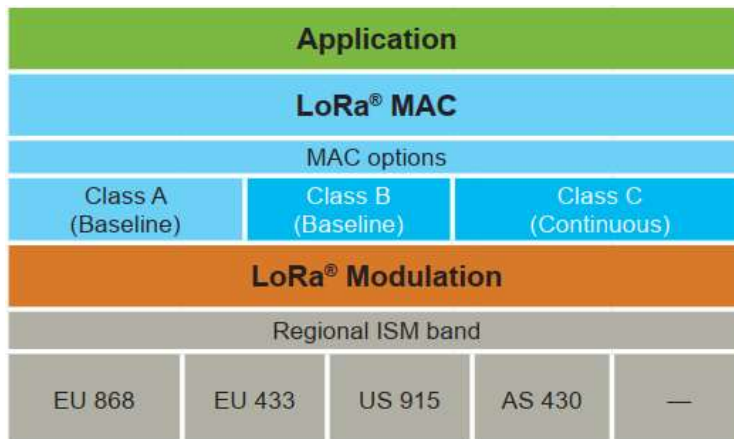 Application
LoRa® MAC
MAC options
Class A
(Baseline)
Class B
(Baseline)
Class C
(Continuous)
LoRa® Modulation
Regional ISM band
EU 868
EU 433
US 915
AS 430
—